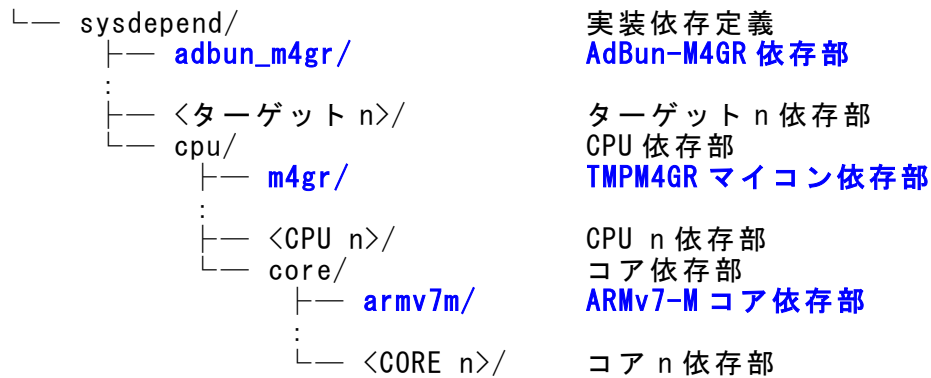 └─ sysdepend/ 実装依存定義
├─ adbun_m4gr/ AdBun-M4GR 依存部
:
├─ <ターゲット n>/ ターゲット n 依存部
└─ cpu/ CPU 依存部
├─ m4gr/ TMPM4GR マイコン依存部
:
├─ <CPU n>/ CPU n 依存部
└─ core/ コア依存部
├─ armv7m/ ARMv7-M コア依存部
:
└─ <CORE n>/ コア n 依存部